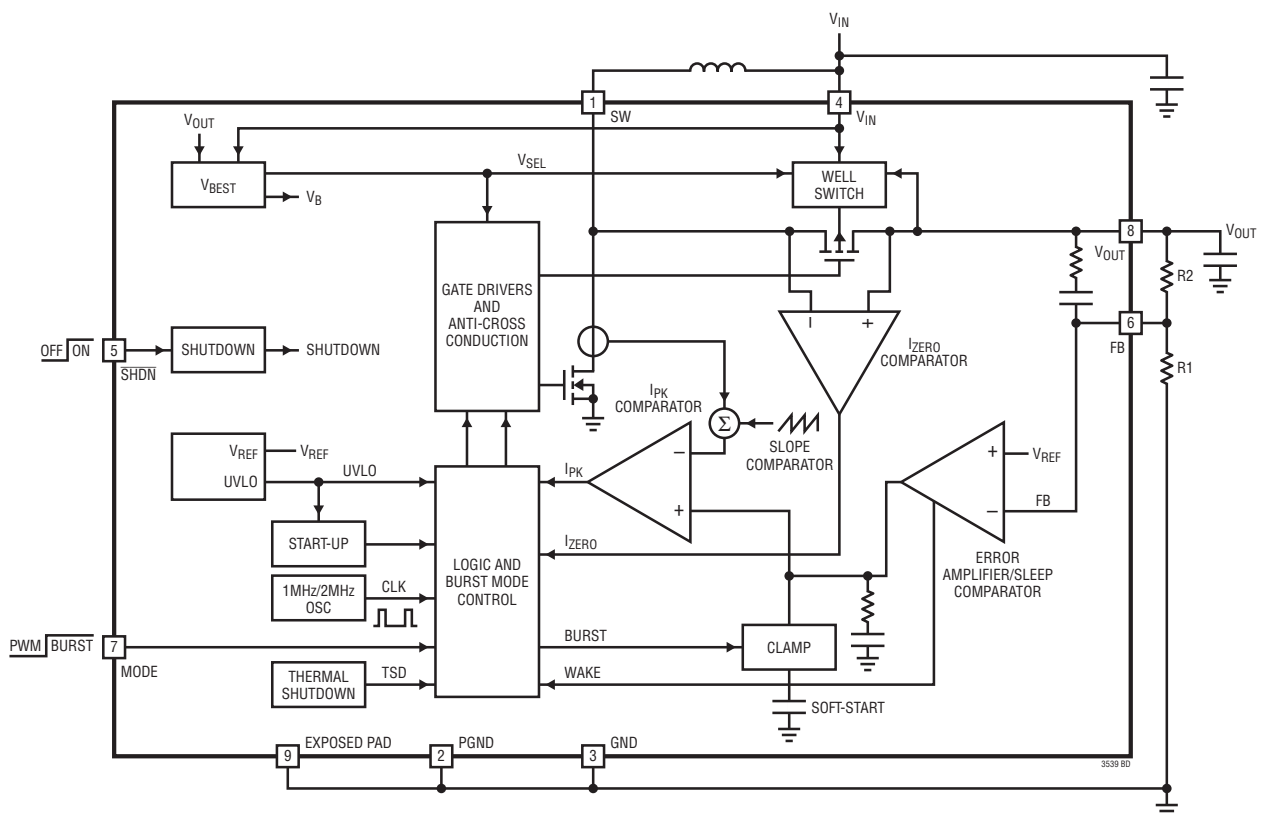 VIN
1
SW
4
VIN
VOUT
VBEST
VB
VSEL
WELL
SWITCH
8
VOUT
VOUT
R2
6
FB
R1
GATE DRIVERS
AND
ANTI-CROSS
CONDUCTION
–
+
IZERO
COMPARATOR
OFF ON
5
SHDN
SHUTDOWN
SHUTDOWN
IPK
COMPARATOR
Σ
SLOPE
COMPARATOR
VREF
VREF
UVLO
UVLO
IPK
–
+
+
–
VREF
FB
ERROR
AMPLIFIER/SLEEP
COMPARATOR
START-UP
IZERO
LOGIC AND
BURST MODE
CONTROL
1MHz/2MHz
OSC
CLK
PWM BURST
7
MODE
BURST
CLAMP
THERMAL
SHUTDOWN
TSD
WAKE
SOFT-START
9
EXPOSED PAD
2
PGND
3
GND
3539 BD